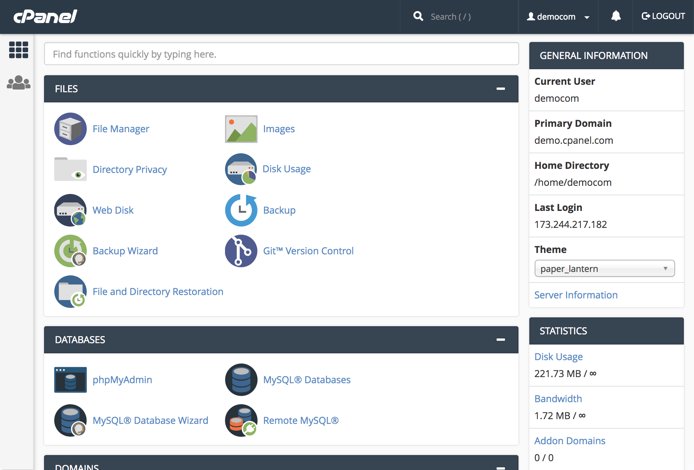 cPanel
Search ( / )
democom
LOGOUT
Find functions quickly by typing here.
FILES
File Manager
Images
Directory Privacy
Disk Usage
Web Disk
Backup
Backup Wizard
Git™ Version Control
File and Directory Restoration
DATABASES
phpMyAdmin
MySQL® Databases
MySQL® Database Wizard
Remote MySQL®
DOMAINS
GENERAL INFORMATION
Current User
democom
Primary Domain
demo.cpanel.com
Home Directory
/home/democom
Last Login
173.244.217.182
Theme
paper_lantern
Server Information
STATISTICS
Disk Usage
221.73 MB / ∞
Bandwidth
1.72 MB / ∞
Addon Domains
0 / 0